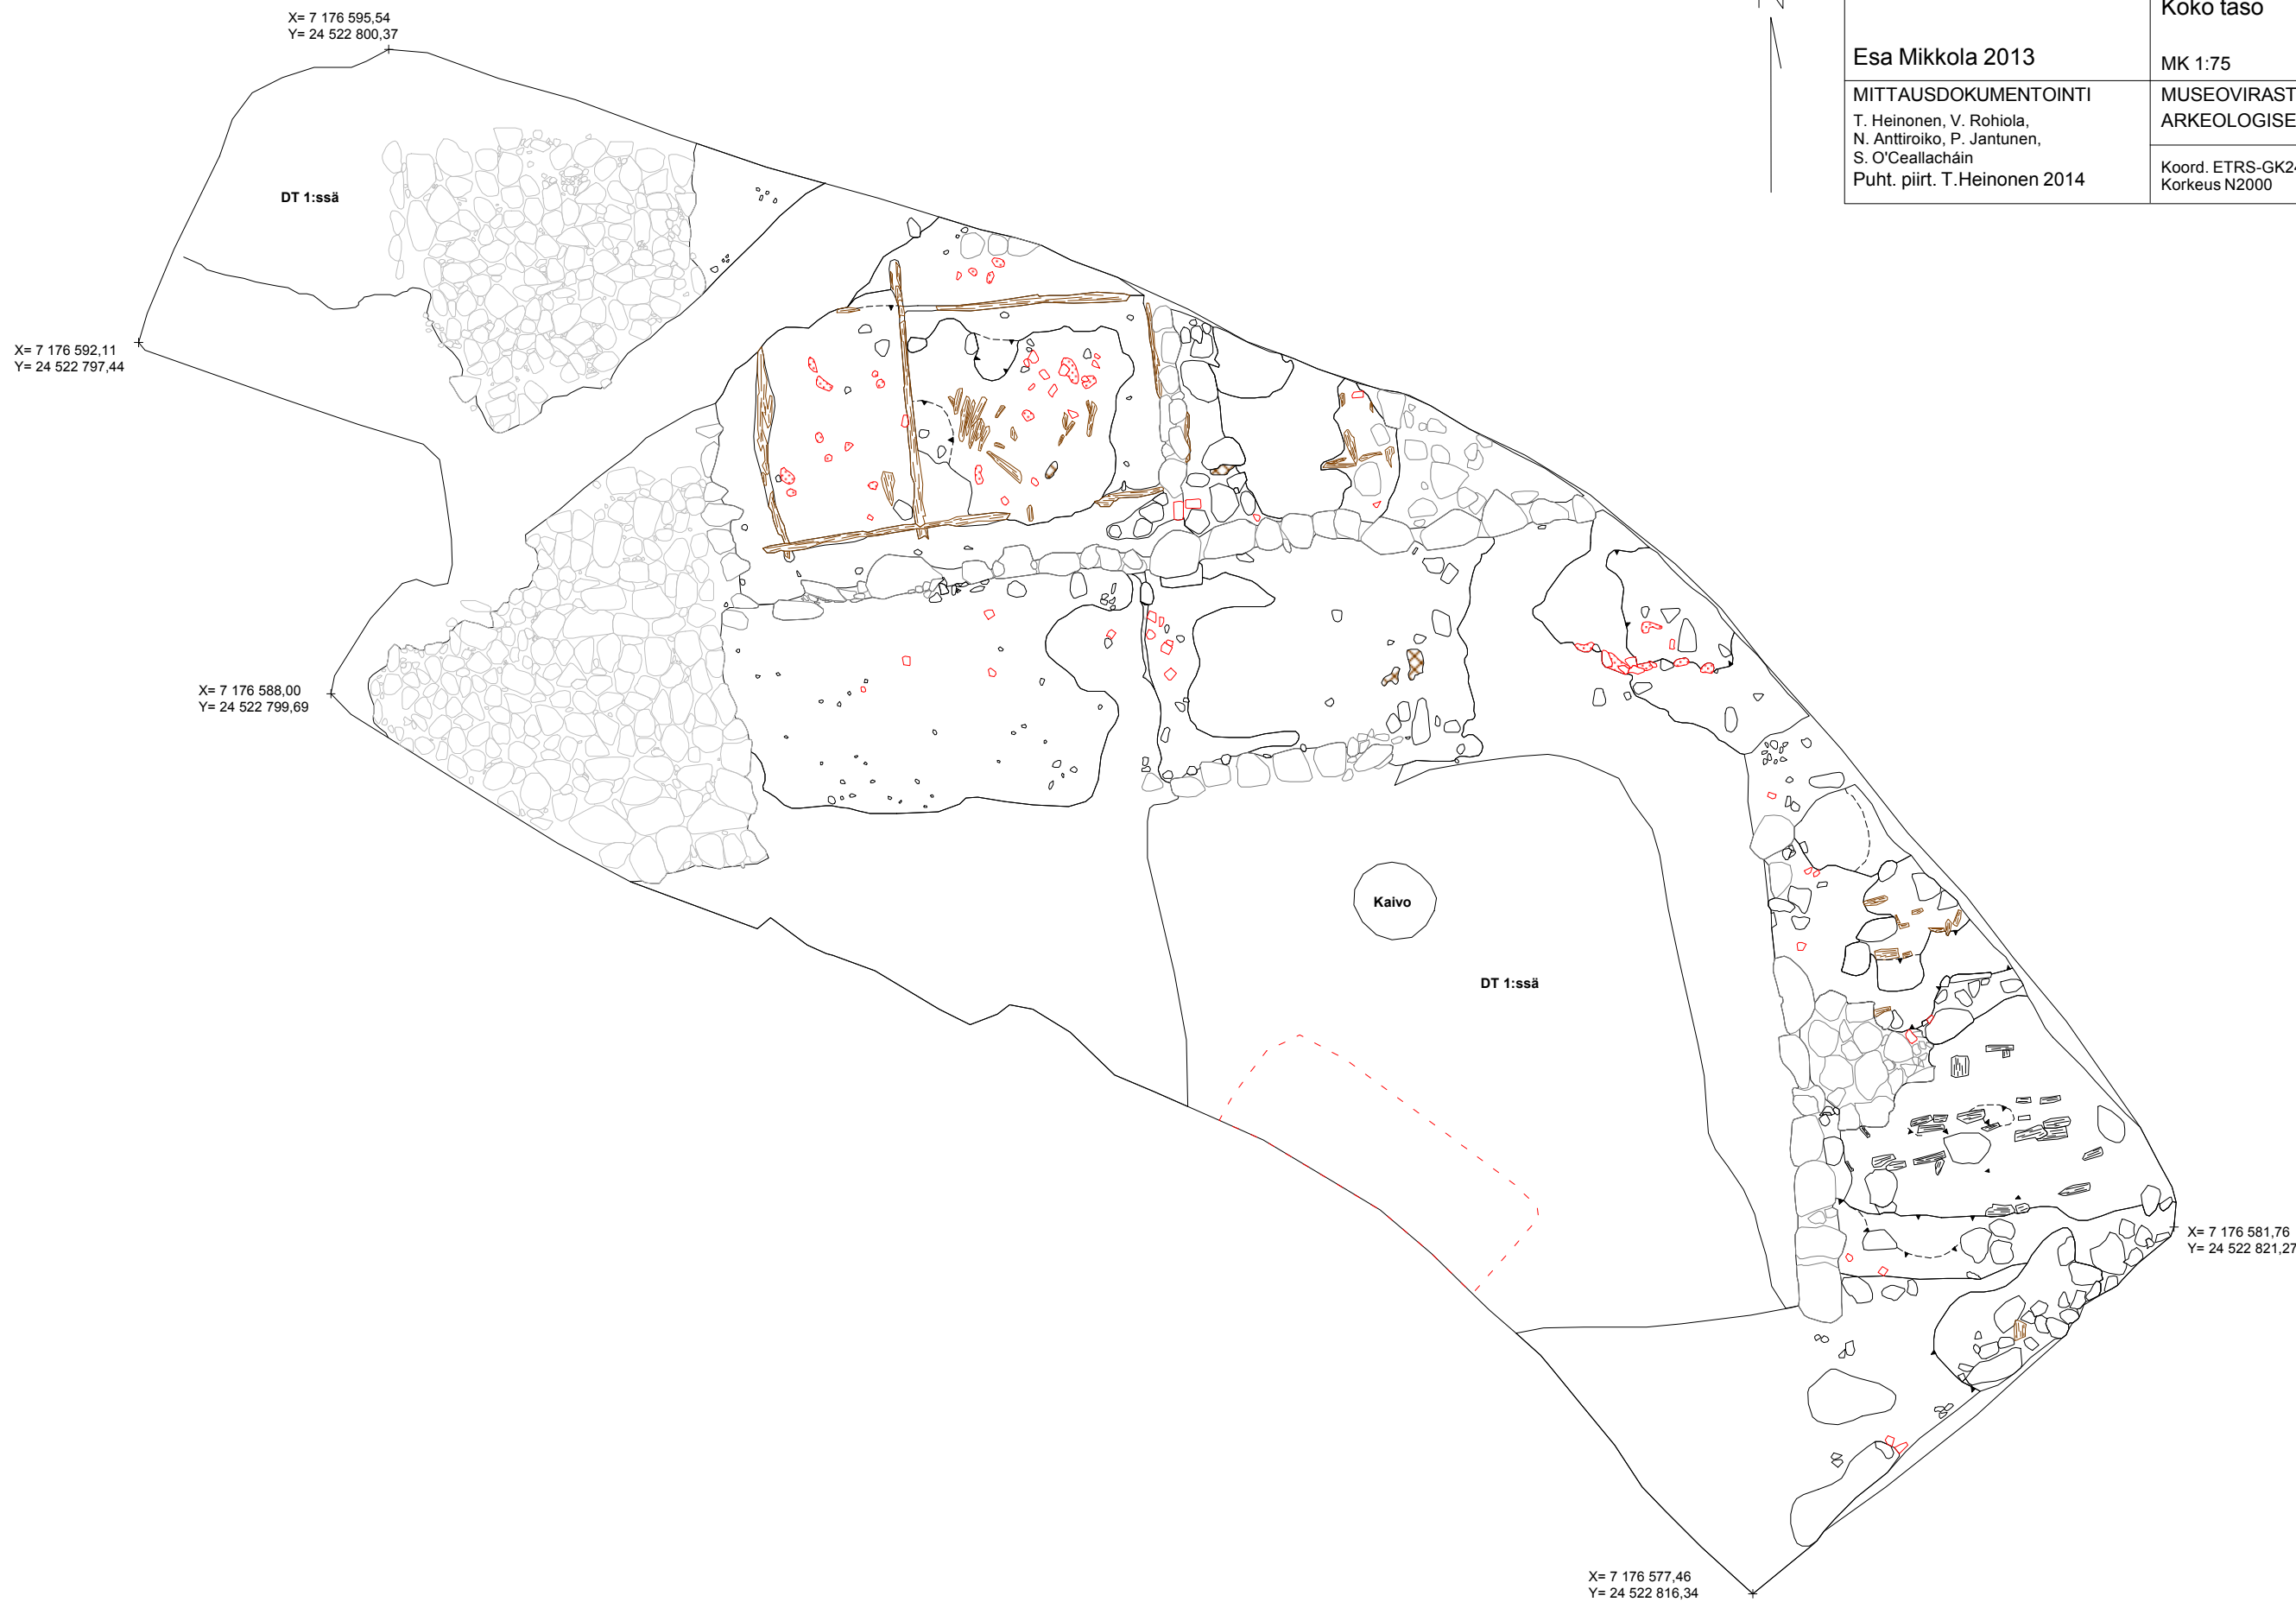 X= 7 176 595,54
Y= 24 522 800,37
Koko taso
Esa Mikkola 2013
MK 1:75
MITTAUSDOKUMENTOINTI
T. Heinonen, V. Rohiola,
N. Anttiroiko, P. Jantunen,
S. O'Ceallacháin
Puht. piirt. T.Heinonen 2014
MUSEOVIRAST
ARKEOLOGISE
Koord. ETRS-GK24
Korkeus N2000
DT 1:ssä
X= 7 176 592,11
Y= 24 522 797,44
X= 7 176 588,00
Y= 24 522 799,69
Kaivo
DT 1:ssä
X= 7 176 581,76
Y= 24 522 821,27
X= 7 176 577,46
Y= 24 522 816,34